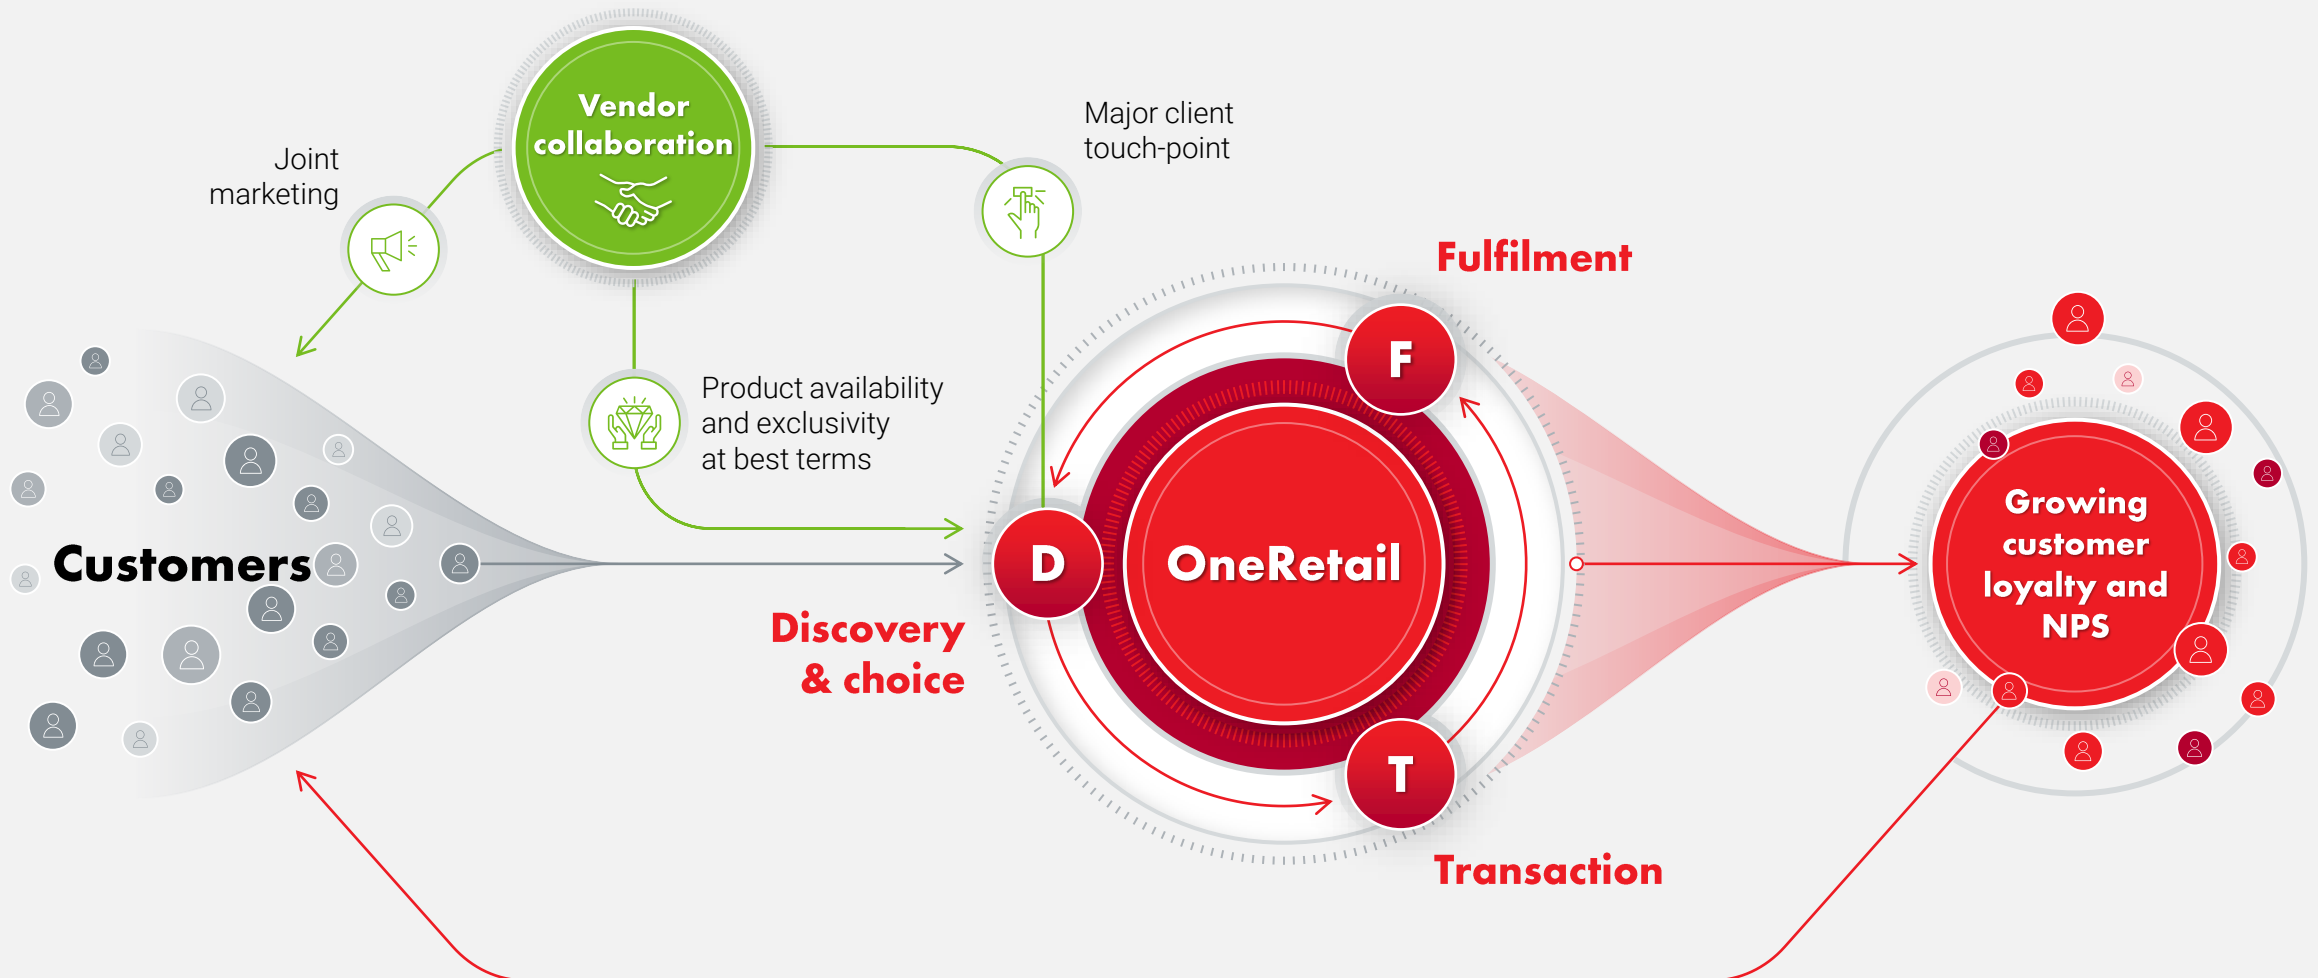 Vendor
collaboration
Joint
marketing
Major client
touch-point
Product availability
and exclusivity
at best terms
Customers
Discovery
& choice
D
OneRetail
F
Fulfilment
T
Transaction
Growing
customer
loyalty and
NPS